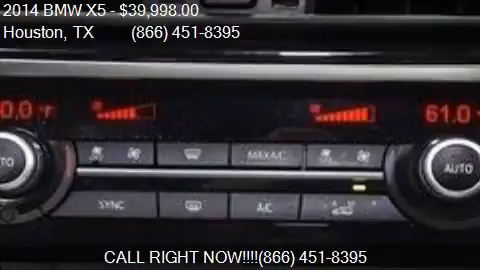 2014 BMW X5 - $39,998.00
Houston, TX (866) 451-8395
0.0 °F
61.0
MAX A/C
AUTO
SYNC
A/C
CALL RIGHT NOW!!!!(866) 451-8395